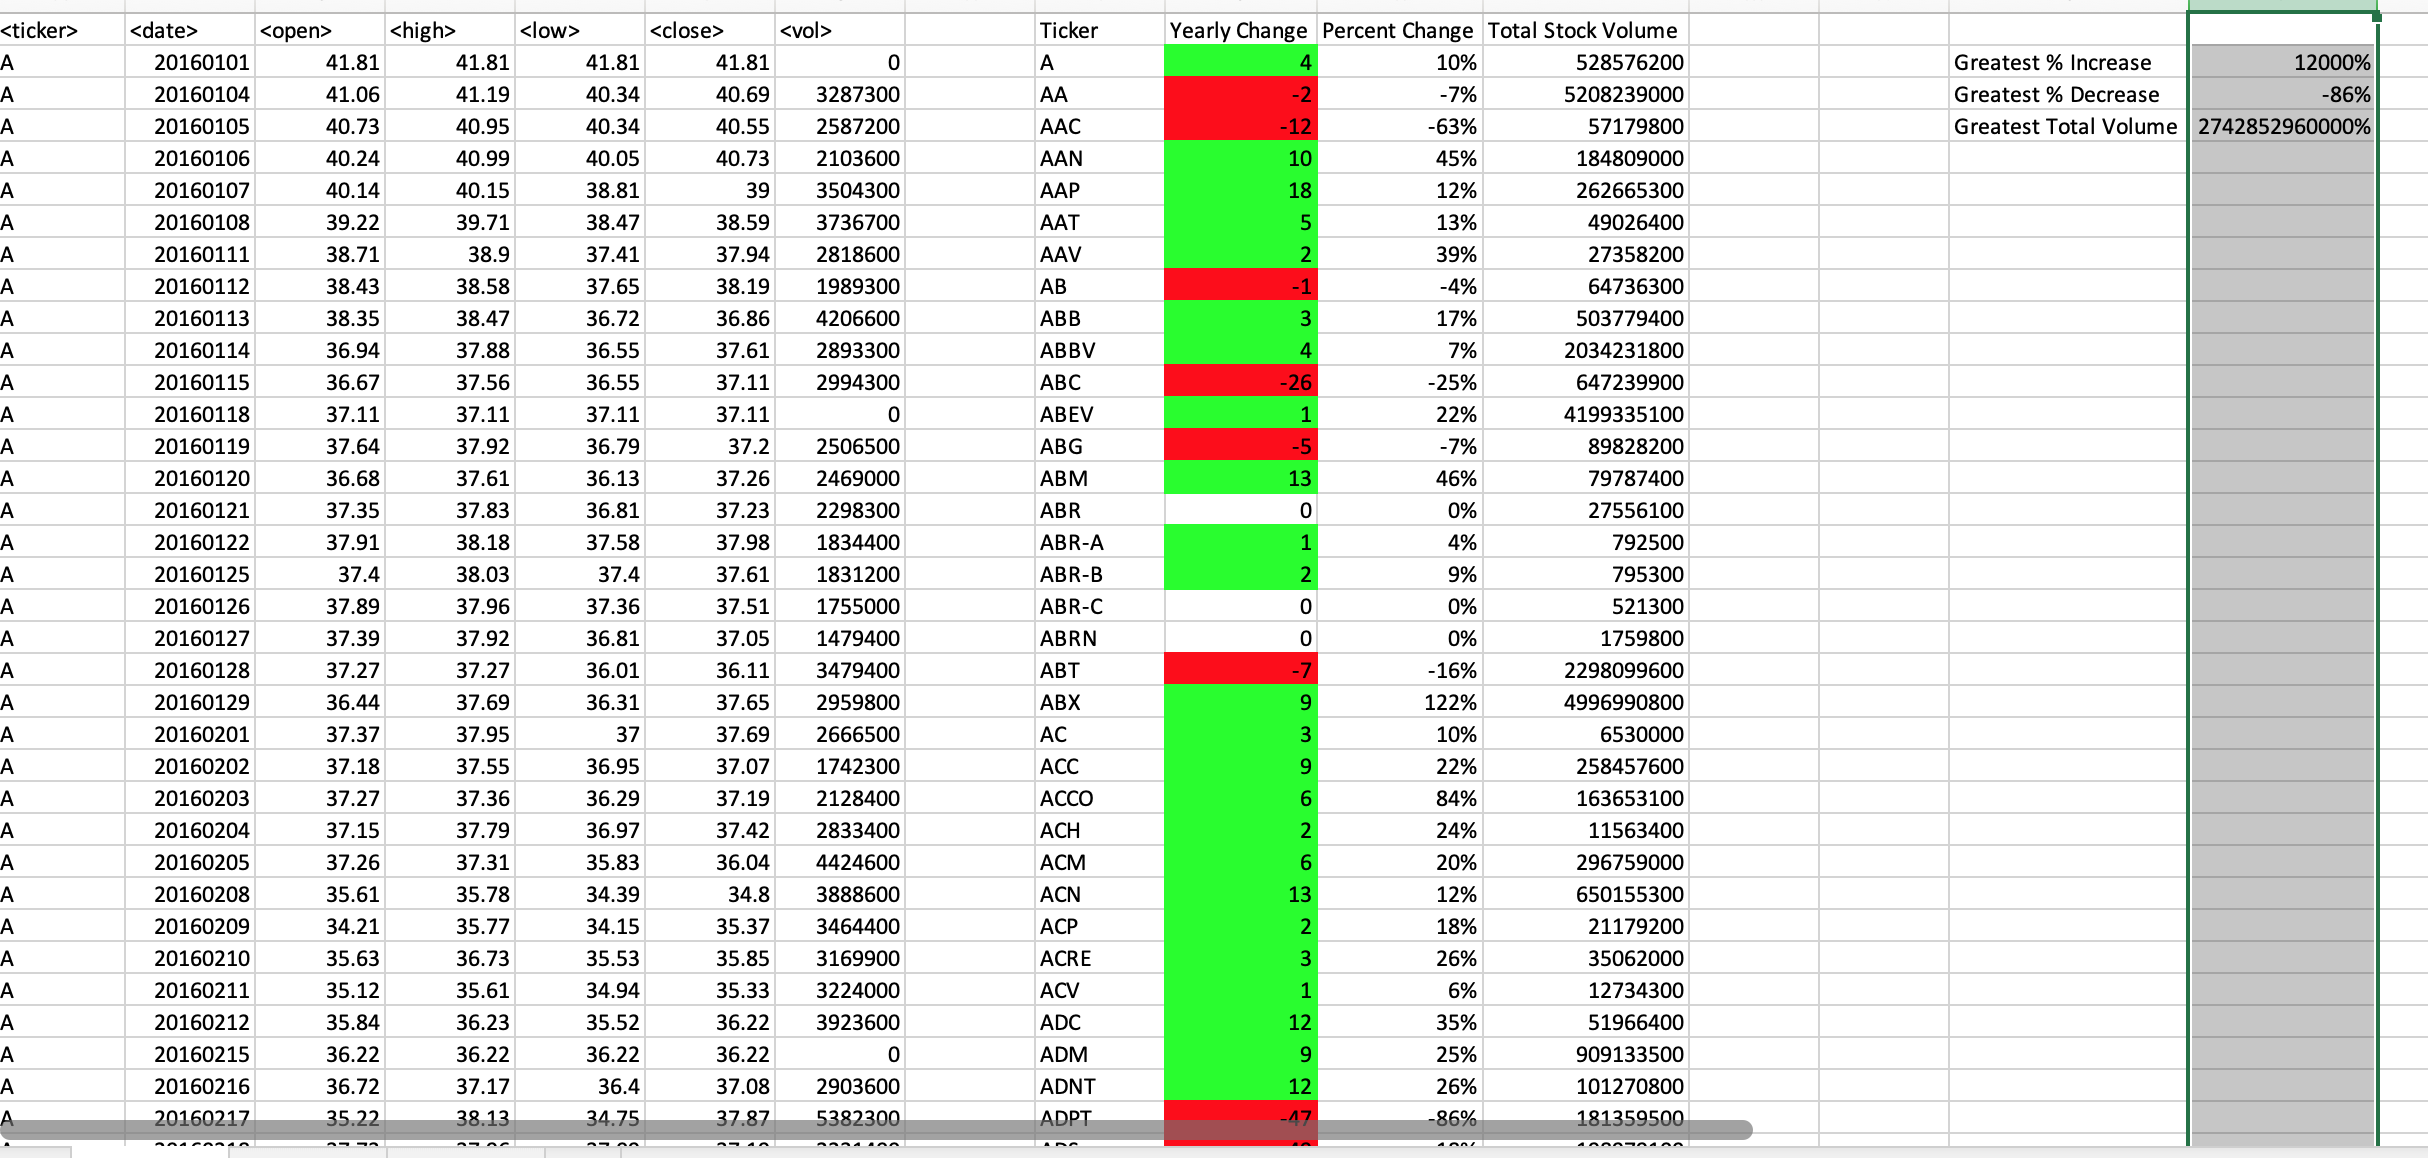 <ticker> <date> <open> <high> <low> <close> <vol> Ticker Yearly Change Percent Change Total Stock Volume
A 20160101 41.81 41.81 41.81 41.81 0 A 4 10% 528576200 Greatest % Increase 12000%
A 20160104 41.06 41.19 40.34 40.69 3287300 AA -2 -7% 5208239000 Greatest % Decrease -86%
A 20160105 40.73 40.95 40.34 40.55 2587200 AAC -12 -63% 57179800 Greatest Total Volume 2742852960000%
A 20160106 40.24 40.99 40.05 40.73 2103600 AAN 10 45% 184809000
A 20160107 40.14 40.15 38.81 39 3504300 AAP 18 12% 262665300
A 20160108 39.22 39.71 38.47 38.59 3736700 AAT 5 13% 49026400
A 20160111 38.71 38.9 37.41 37.94 2818600 AAV 2 39% 27358200
A 20160112 38.43 38.58 37.65 38.19 1989300 AB -1 -4% 64736300
A 20160113 38.35 38.47 36.72 36.86 4206600 ABB 3 17% 503779400
A 20160114 36.94 37.88 36.55 37.61 2893300 ABBV 4 7% 2034231800
A 20160115 36.67 37.56 36.55 37.11 2994300 ABC -26 -25% 647239900
A 20160118 37.11 37.11 37.11 37.11 0 ABEV 1 22% 4199335100
A 20160119 37.64 37.92 36.79 37.2 2506500 ABG -5 -7% 89828200
A 20160120 36.68 37.61 36.13 37.26 2469000 ABM 13 46% 79787400
A 20160121 37.35 37.83 36.81 37.23 2298300 ABR 0 0% 27556100
A 20160122 37.91 38.18 37.58 37.98 1834400 ABR-A 1 4% 792500
A 20160125 37.4 38.03 37.4 37.61 1831200 ABR-B 2 9% 795300
A 20160126 37.89 37.96 37.36 37.51 1755000 ABR-C 0 0% 521300
A 20160127 37.39 37.92 36.81 37.05 1479400 ABRN 0 0% 1759800
A 20160128 37.27 37.27 36.01 36.11 3479400 ABT -7 -16% 2298099600
A 20160129 36.44 37.69 36.31 37.65 2959800 ABX 9 122% 4996990800
A 20160201 37.37 37.95 37 37.69 2666500 AC 3 10% 6530000
A 20160202 37.18 37.55 36.95 37.07 1742300 ACC 9 22% 258457600
A 20160203 37.27 37.36 36.29 37.19 2128400 ACCO 6 84% 163653100
A 20160204 37.15 37.79 36.97 37.42 2833400 ACH 2 24% 11563400
A 20160205 37.26 37.31 35.83 36.04 4424600 ACM 6 20% 296759000
A 20160208 35.61 35.78 34.39 34.8 3888600 ACN 13 12% 650155300
A 20160209 34.21 35.77 34.15 35.37 3464400 ACP 2 18% 21179200
A 20160210 35.63 36.73 35.53 35.85 3169900 ACRE 3 26% 35062000
A 20160211 35.12 35.61 34.94 35.33 3224000 ACV 1 6% 12734300
A 20160212 35.84 36.23 35.52 36.22 3923600 ADC 12 35% 51966400
A 20160215 36.22 36.22 36.22 36.22 0 ADM 9 25% 909133500
A 20160216 36.72 37.17 36.4 37.08 2903600 ADNT 12 26% 101270800
A 20160217 35.22 38.13 34.75 37.87 5382300 ADPT -47 -86% 181359500